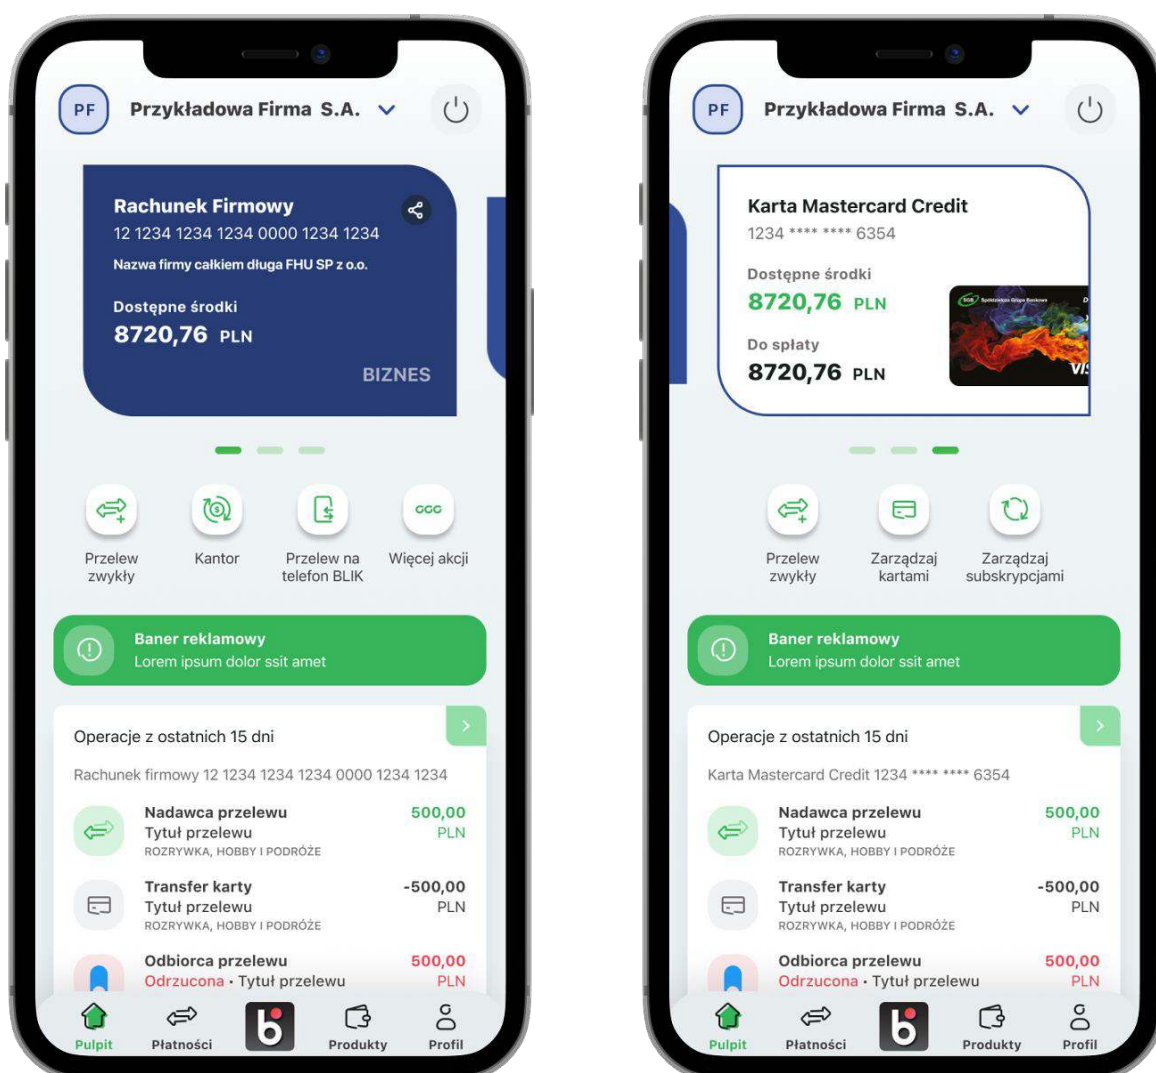 PF Przykładowa Firma S.A.
Rachunek Firmowy
12 1234 1234 1234 0000 1234 1234
Nazwa firmy całkiem długa FHU SP z o.o.
Dostępne środki
8720,76 PLN
BIZNES
Przelew zwykły
Kantor
Przelew na telefon BLIK
Więcej akcji
Baner reklamowy
Lorem ipsum dolor ssit amet
Operacje z ostatnich 15 dni
Rachunek firmowy 12 1234 1234 1234 0000 1234 1234
Nadawca przelewu 500,00
Tytuł przelewu PLN
ROZRYWKA, HOBBY I PODRÓŻE
Transfer karty -500,00
Tytuł przelewu PLN
ROZRYWKA, HOBBY I PODRÓŻE
Odbiorca przelewu 500,00
Odrzucona • Tytuł przelewu PLN
Pulpit Płatności b Produkty Profil
PF Przykładowa Firma S.A.
Karta Mastercard Credit
1234 **** **** 6354
Dostępne środki
8720,76 PLN
SGB Spółdzielcza Grupa Bankowa D
Do spłaty
8720,76 PLN
VIS
Przelew zwykły
Zarządzaj kartami
Zarządzaj subskrypcjami
Baner reklamowy
Lorem ipsum dolor ssit amet
Operacje z ostatnich 15 dni
Karta Mastercard Credit 1234 **** **** 6354
Nadawca przelewu 500,00
Tytuł przelewu PLN
ROZRYWKA, HOBBY I PODRÓŻE
Transfer karty -500,00
Tytuł przelewu PLN
ROZRYWKA, HOBBY I PODRÓŻE
Odbiorca przelewu 500,00
Odrzucona • Tytuł przelewu PLN
Pulpit Płatności b Produkty Profil